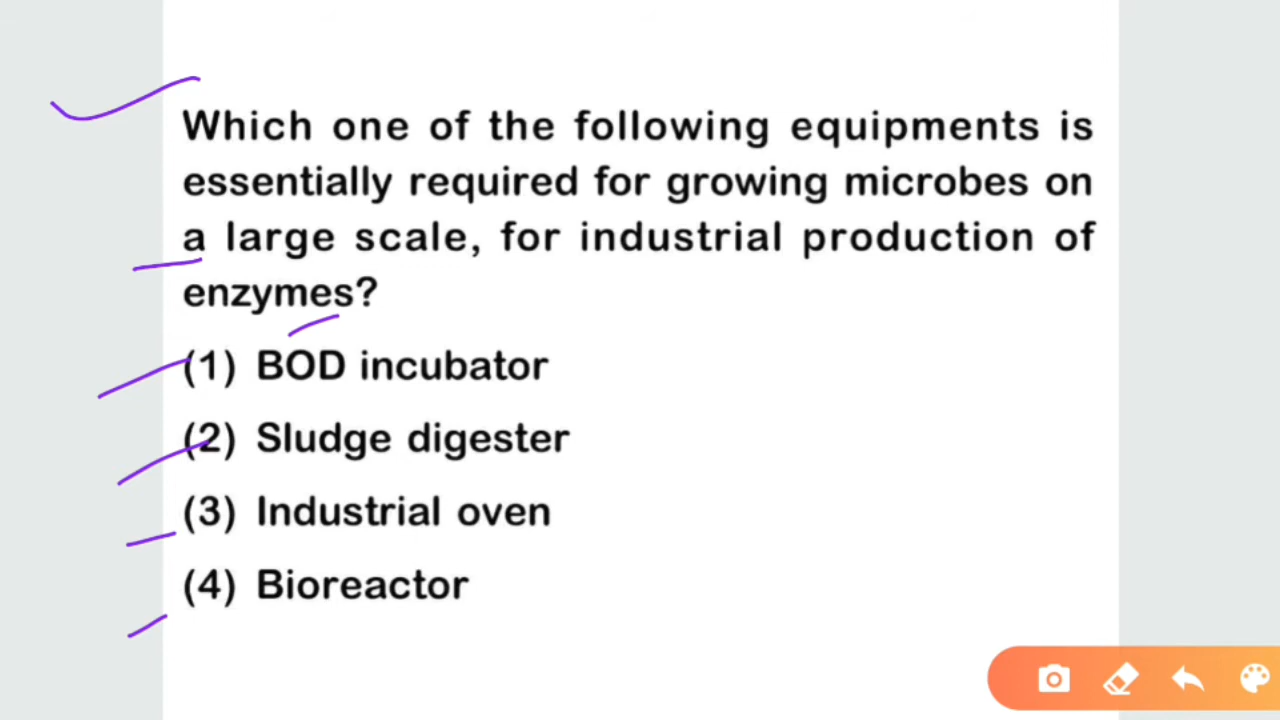 Which one of the following equipments is
essentially required for growing microbes on
a large scale, for industrial production of
enzymes?
(1) BOD incubator
(2) Sludge digester
(3) Industrial oven
(4) Bioreactor